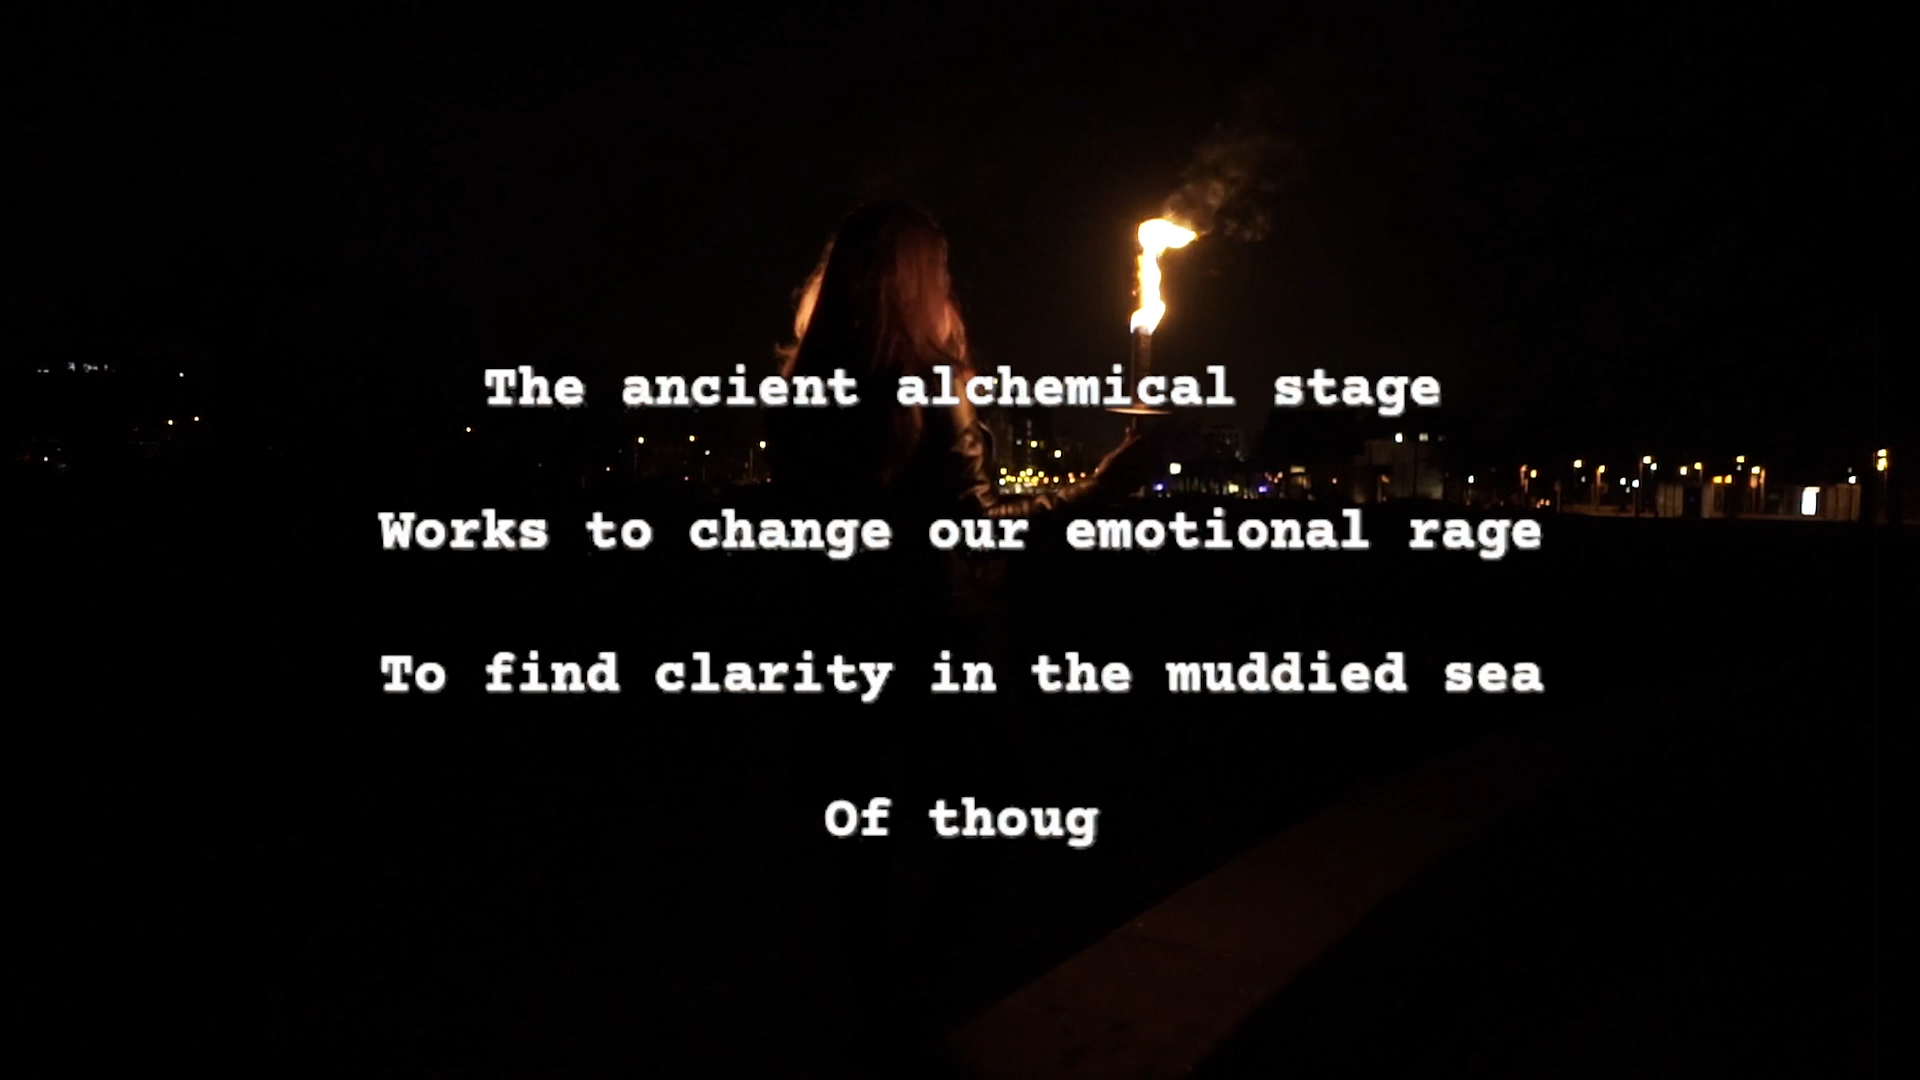 The ancient alchemical stage
Works to change our emotional rage
To find clarity in the muddied sea
Of thoug